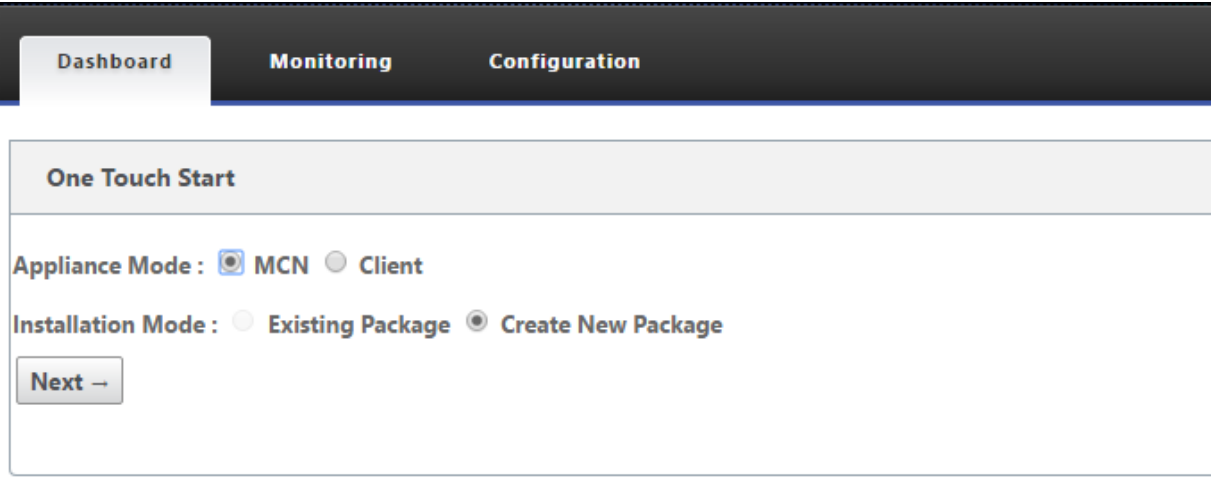 Dashboard Monitoring Configuration
One Touch Start
Appliance Mode : MCN Client
Installation Mode : Existing Package Create New Package
Next →